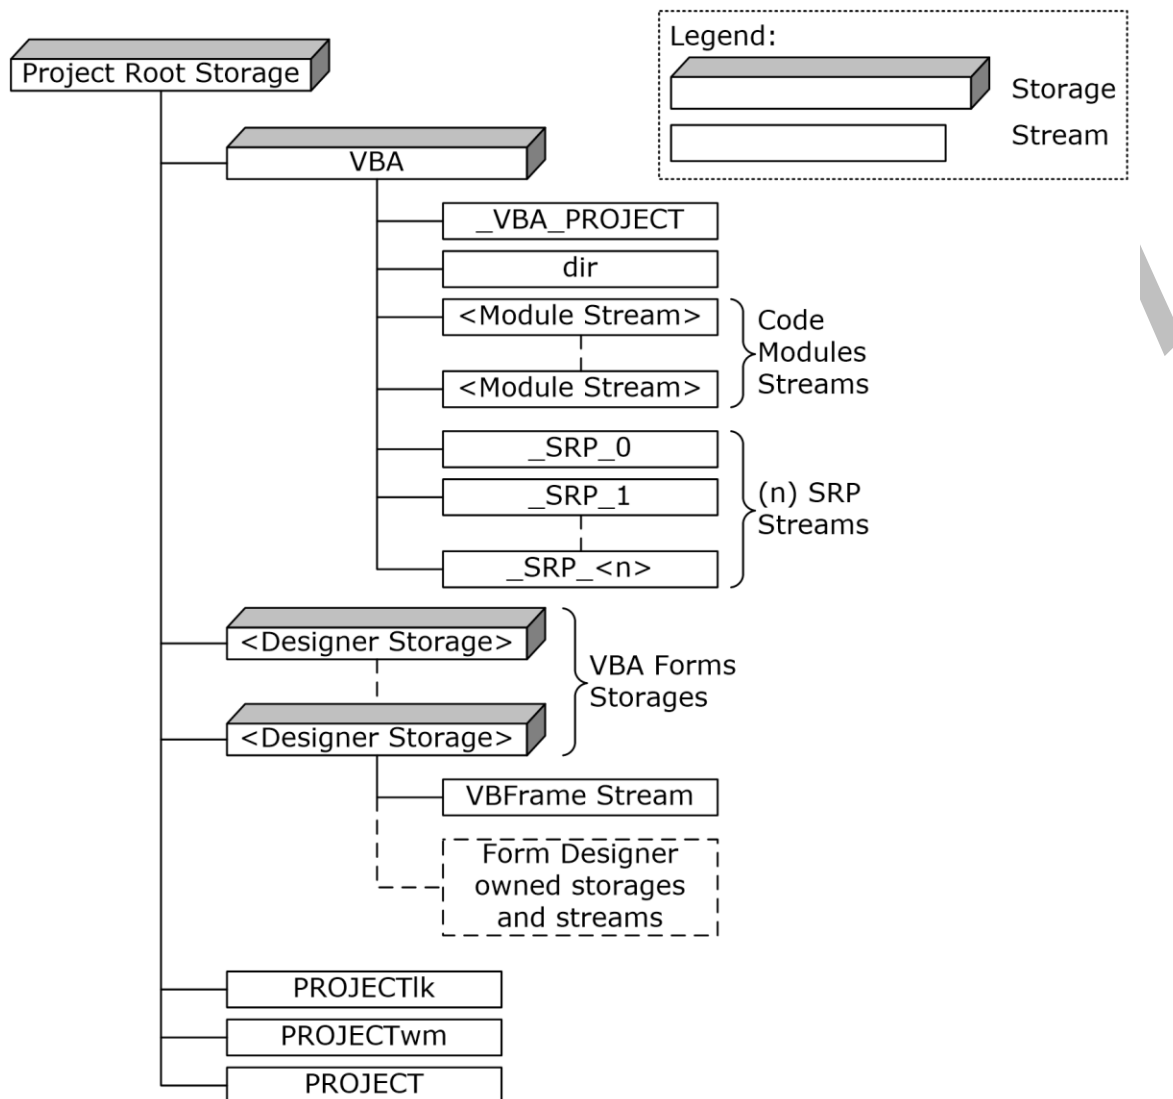 Project Root Storage
Legend:
Storage
Stream
VBA
_VBA_PROJECT
dir
<Module Stream>
<Module Stream>
Code
Modules
Streams
_SRP_0
_SRP_1
_SRP_<n>
(n) SRP
Streams
<Designer Storage>
<Designer Storage>
VBA Forms
Storages
VBFrame Stream
Form Designer
owned storages
and streams
PROJECTlk
PROJECTwm
PROJECT